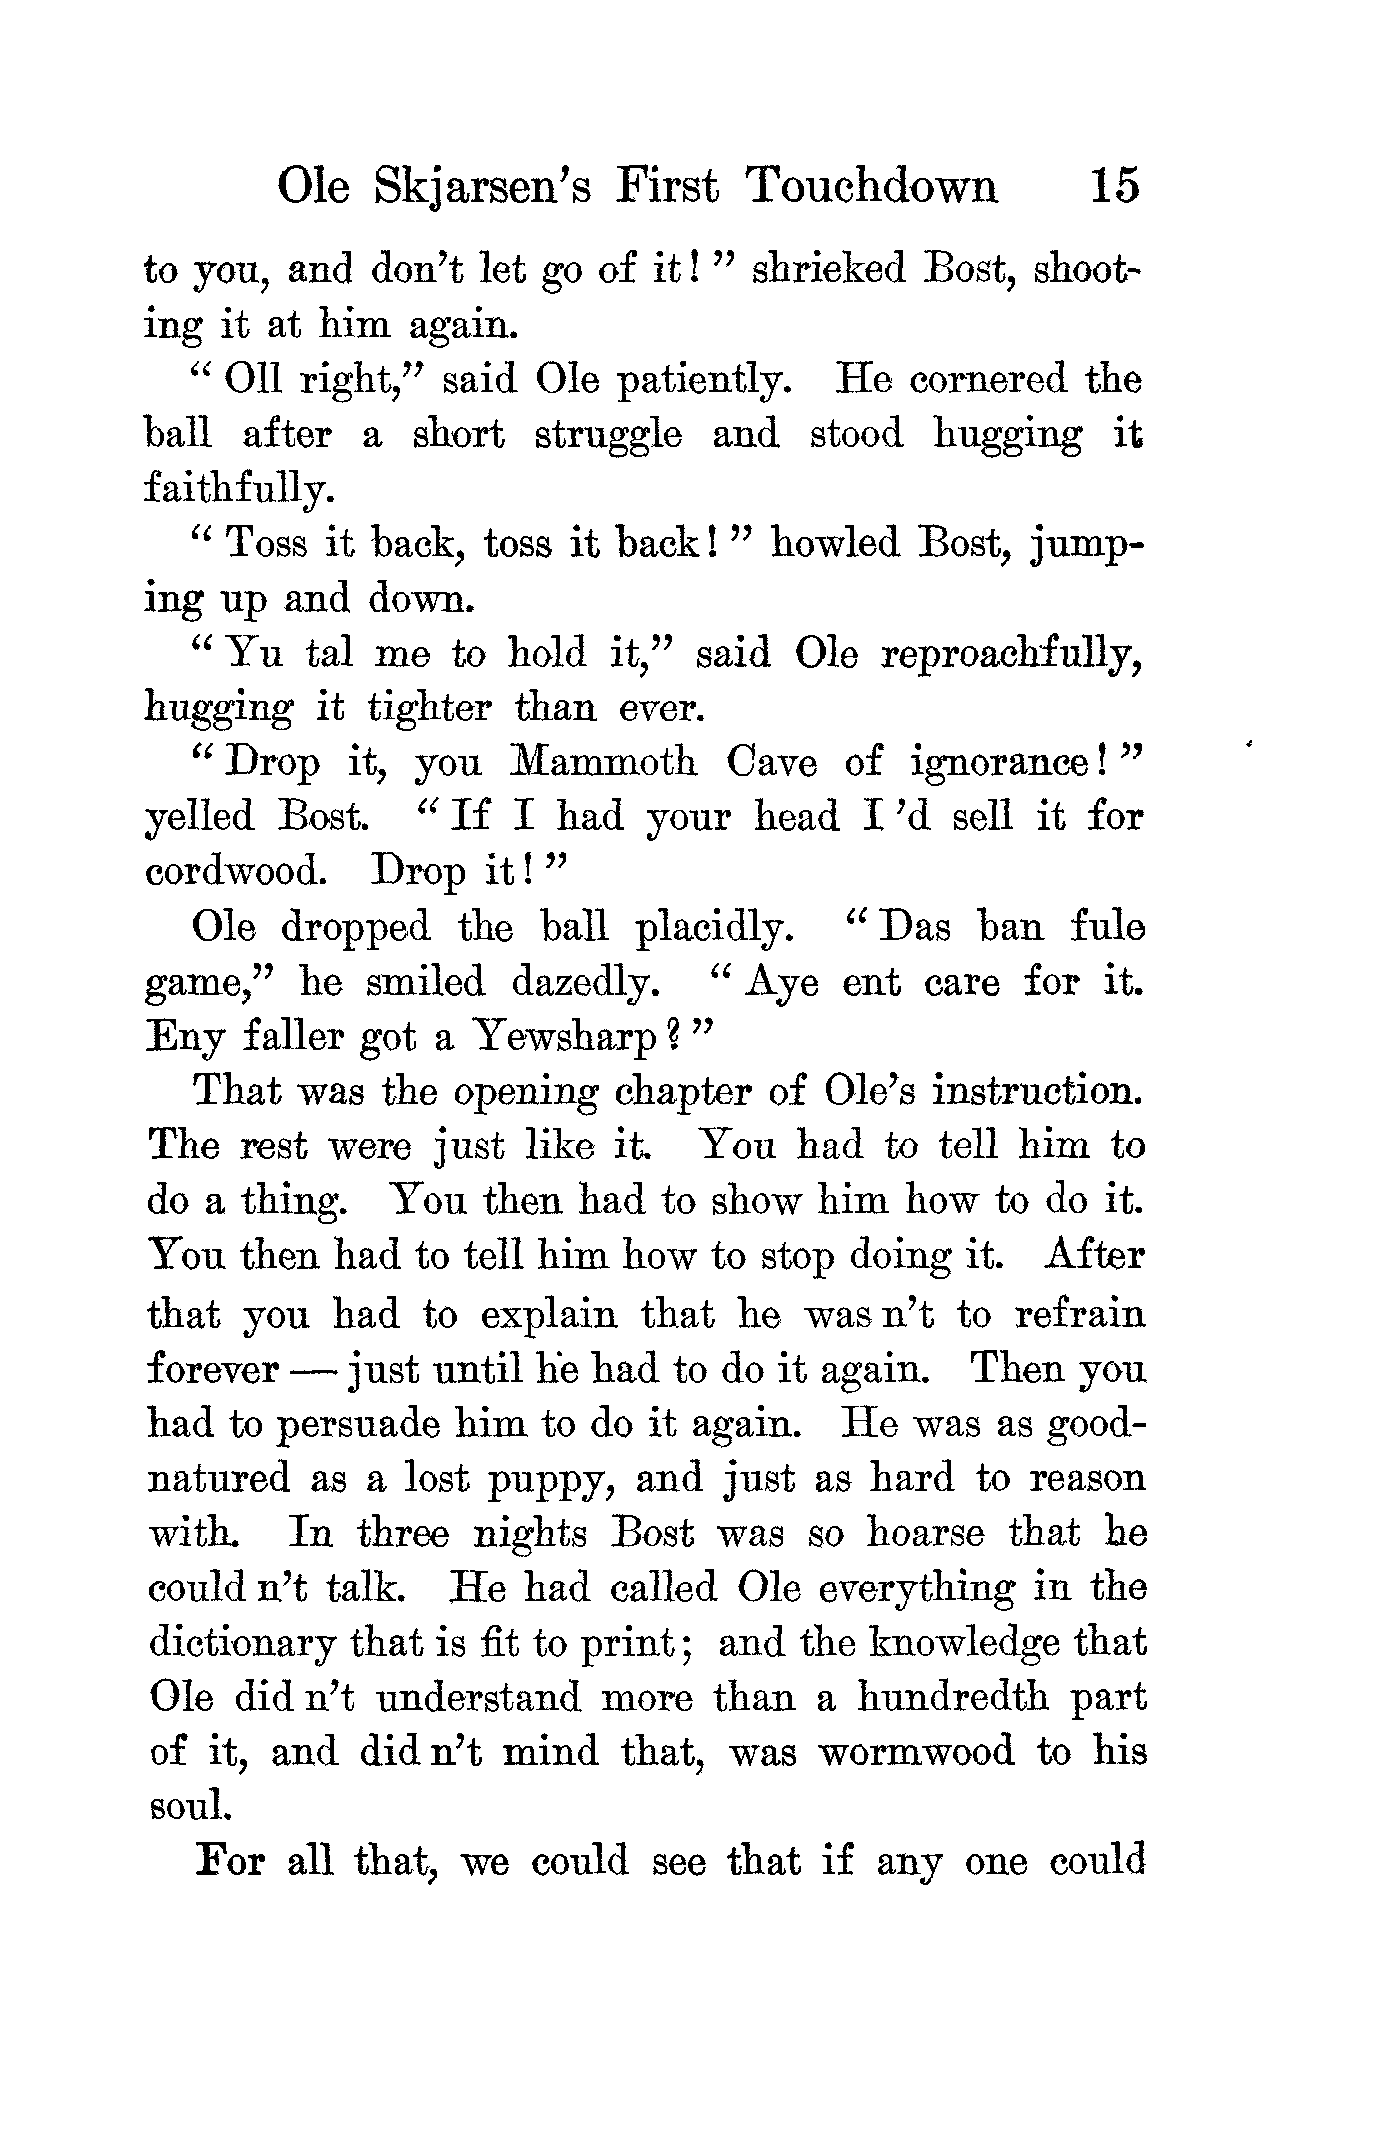 Ole Skjarsen's First Touchdown 15
to you, and don't let go of it!" shrieked Bost, shoot-
ing it at him again.
"Oll right," said Ole patiently. He cornered the
ball after a short struggle and stood hugging it
faithfully.
"Toss it back, toss it back!" howled Bost, jump-
ing up and down.
"Yu tal me to hold it," said Ole reproachfully,
hugging it tighter than ever.
"Drop it, you Mammoth Cave of ignorance!"
yelled Bost. "If I had your head I'd sell it for
cordwood. Drop it!"
Ole dropped the ball placidly. "Das ban fule
game," he smiled dazedly. "Aye ent care for it.
Eny faller got a Yewsharp?"
That was the opening chapter of Ole's instruction.
The rest were just like it. You had to tell him to
do a thing. You then had to show him how to do it.
You then had to tell him how to stop doing it. After
that you had to explain that he wasn't to refrain
forever — just until he had to do it again. Then you
had to persuade him to do it again. He was as good-
natured as a lost puppy, and just as hard to reason
with. In three nights Bost was so hoarse that he
couldn't talk. He had called Ole everything in the
dictionary that is fit to print; and the knowledge that
Ole didn't understand more than a hundredth part
of it, and didn't mind that, was wormwood to his
soul.
For all that, we could see that if any one could